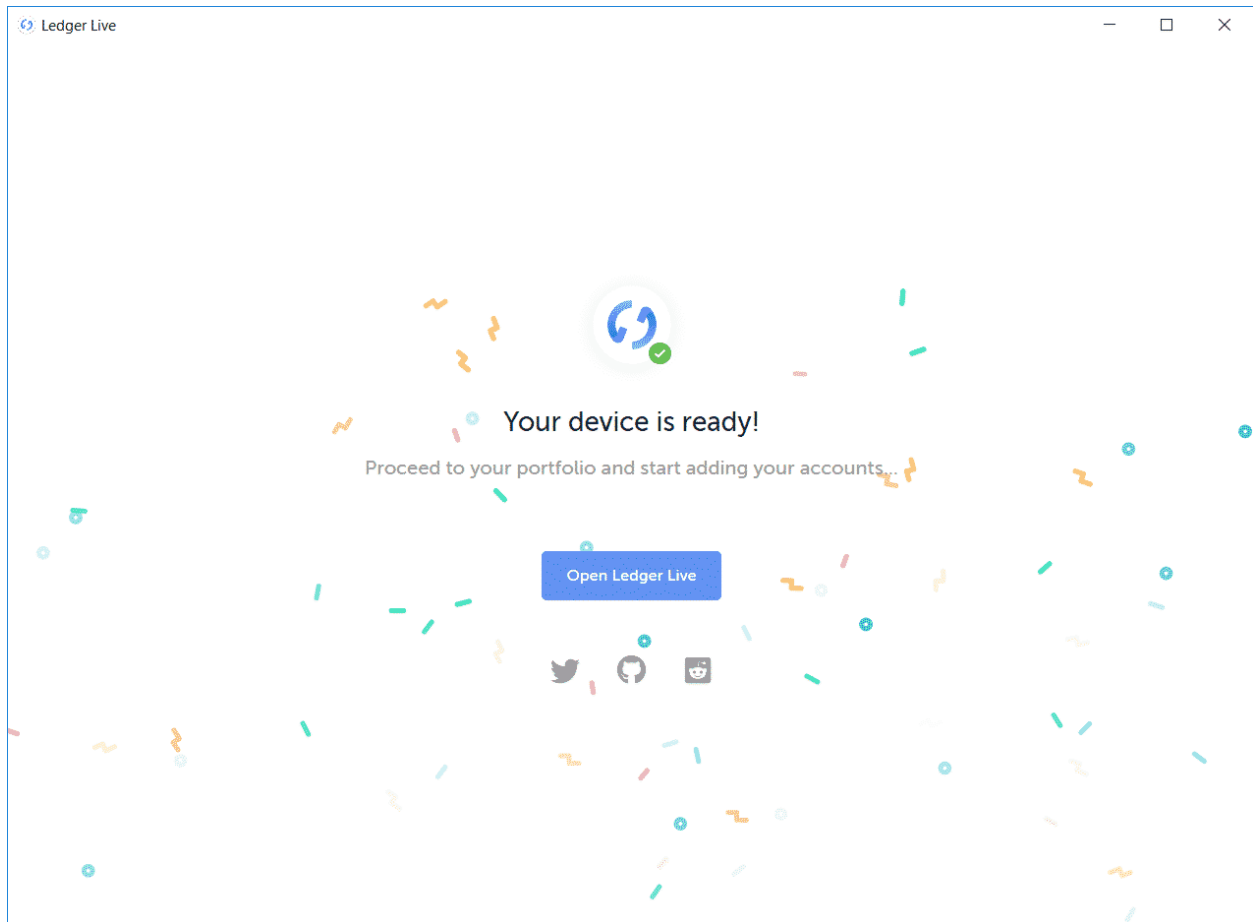 Ledger Live
Your device is ready!
Proceed to your portfolio and start adding your accounts...
Open Ledger Live